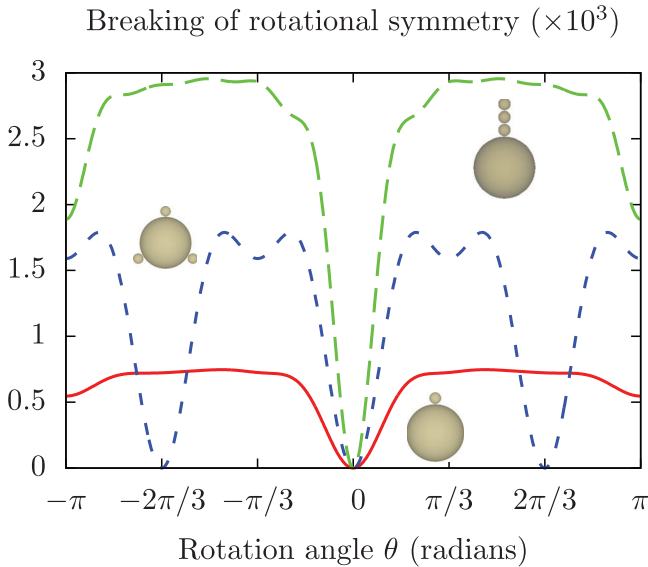 Breaking of rotational symmetry (×10³)
3
2.5
2
1.5
1
0.5
0
−π −2π/3 −π/3 0 π/3 2π/3 π
Rotation angle θ (radians)